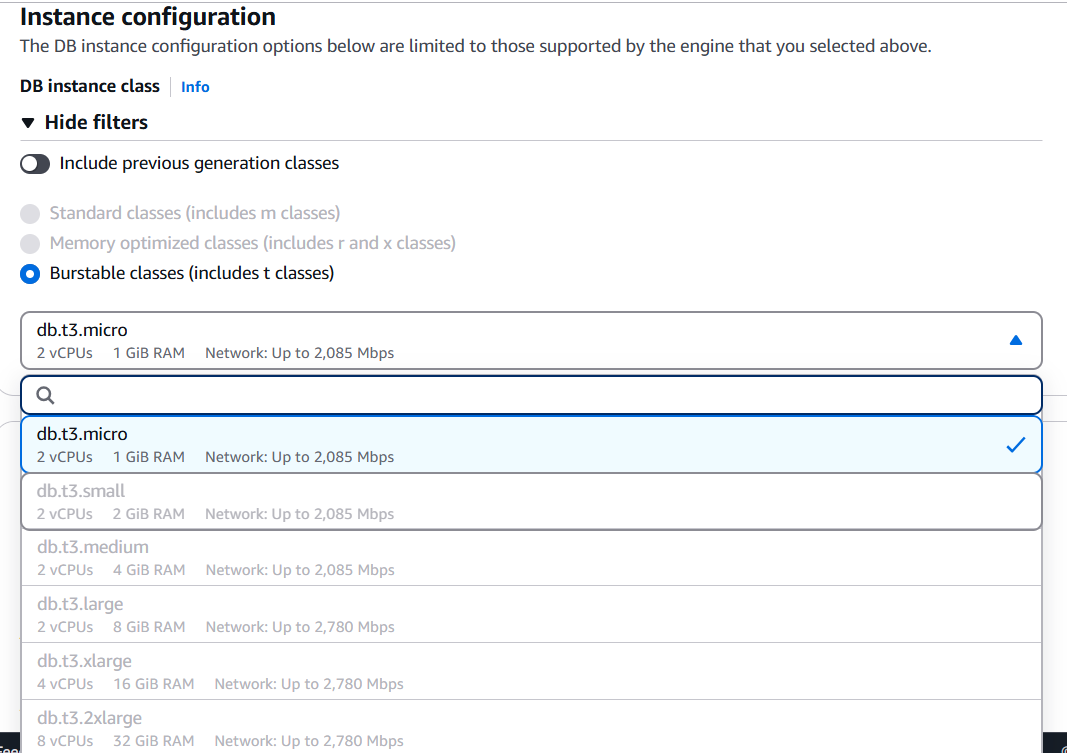 Instance configuration
The DB instance configuration options below are limited to those supported by the engine that you selected above.
DB instance class Info
Hide filters
Include previous generation classes
Standard classes (includes m classes)
Memory optimized classes (includes r and x classes)
Burstable classes (includes t classes)
db.t3.micro
2 vCPUs 1 GiB RAM Network: Up to 2,085 Mbps
db.t3.micro
2 vCPUs 1 GiB RAM Network: Up to 2,085 Mbps
db.t3.small
2 vCPUs 2 GiB RAM Network: Up to 2,085 Mbps
db.t3.medium
2 vCPUs 4 GiB RAM Network: Up to 2,085 Mbps
db.t3.large
2 vCPUs 8 GiB RAM Network: Up to 2,780 Mbps
db.t3.xlarge
4 vCPUs 16 GiB RAM Network: Up to 2,780 Mbps
db.t3.2xlarge
8 vCPUs 32 GiB RAM Network: Up to 2,780 Mbps